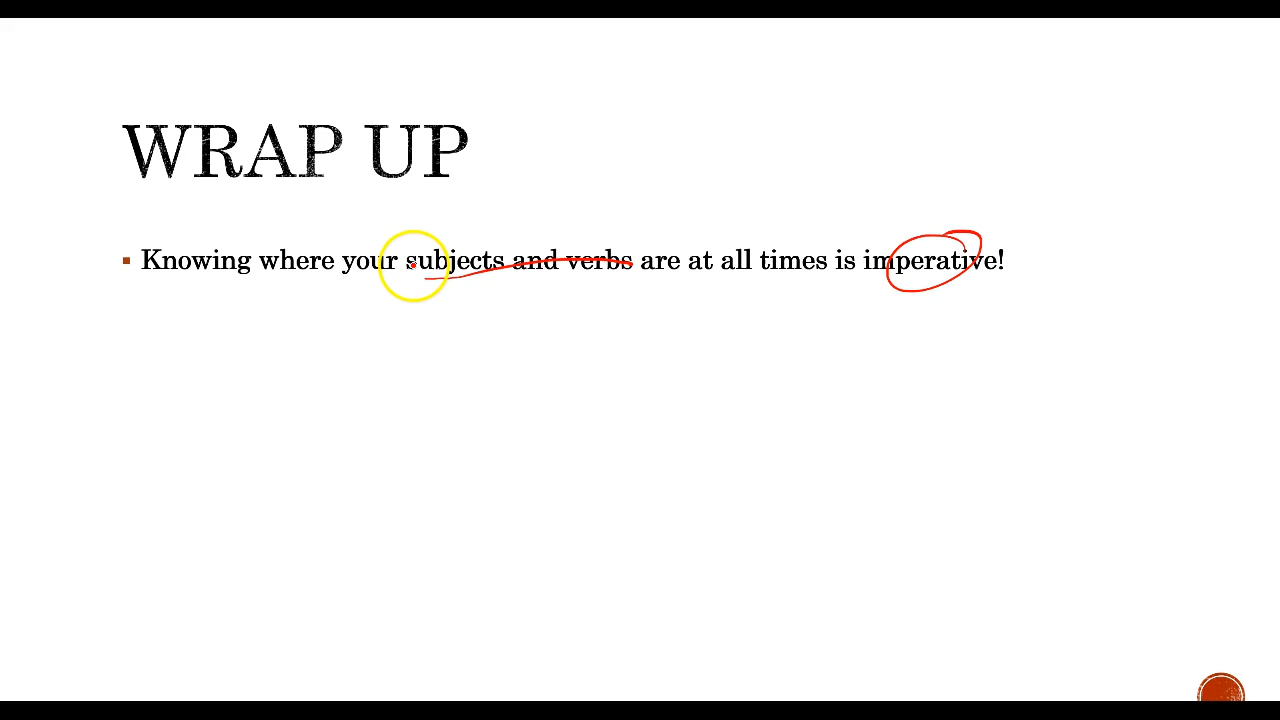 WRAP UP
Knowing where your subjects and verbs are at all times is imperative!